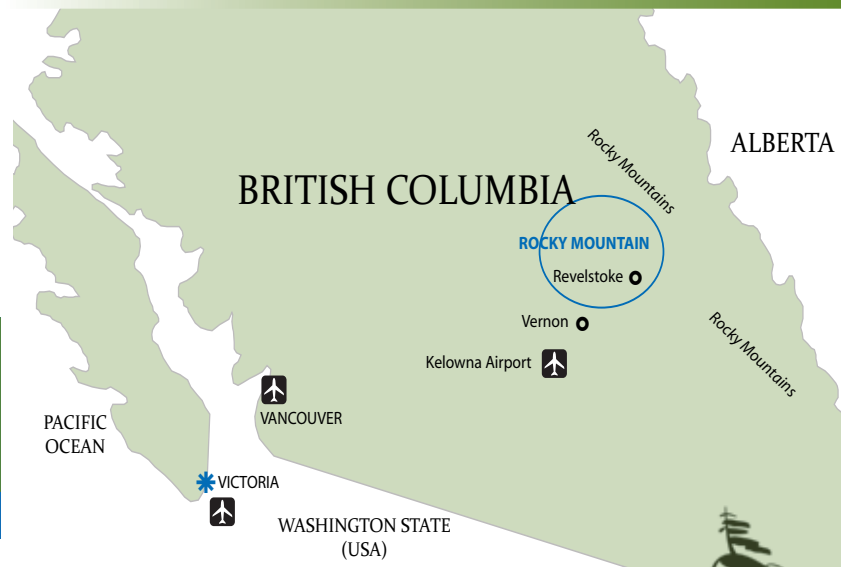 Rocky Mountains
ALBERTA
BRITISH COLUMBIA
ROCKY MOUNTAIN
Revelstoke
Vernon
Rocky Mountains
Kelowna Airport
VANCOUVER
PACIFIC
OCEAN
VICTORIA
WASHINGTON STATE
(USA)